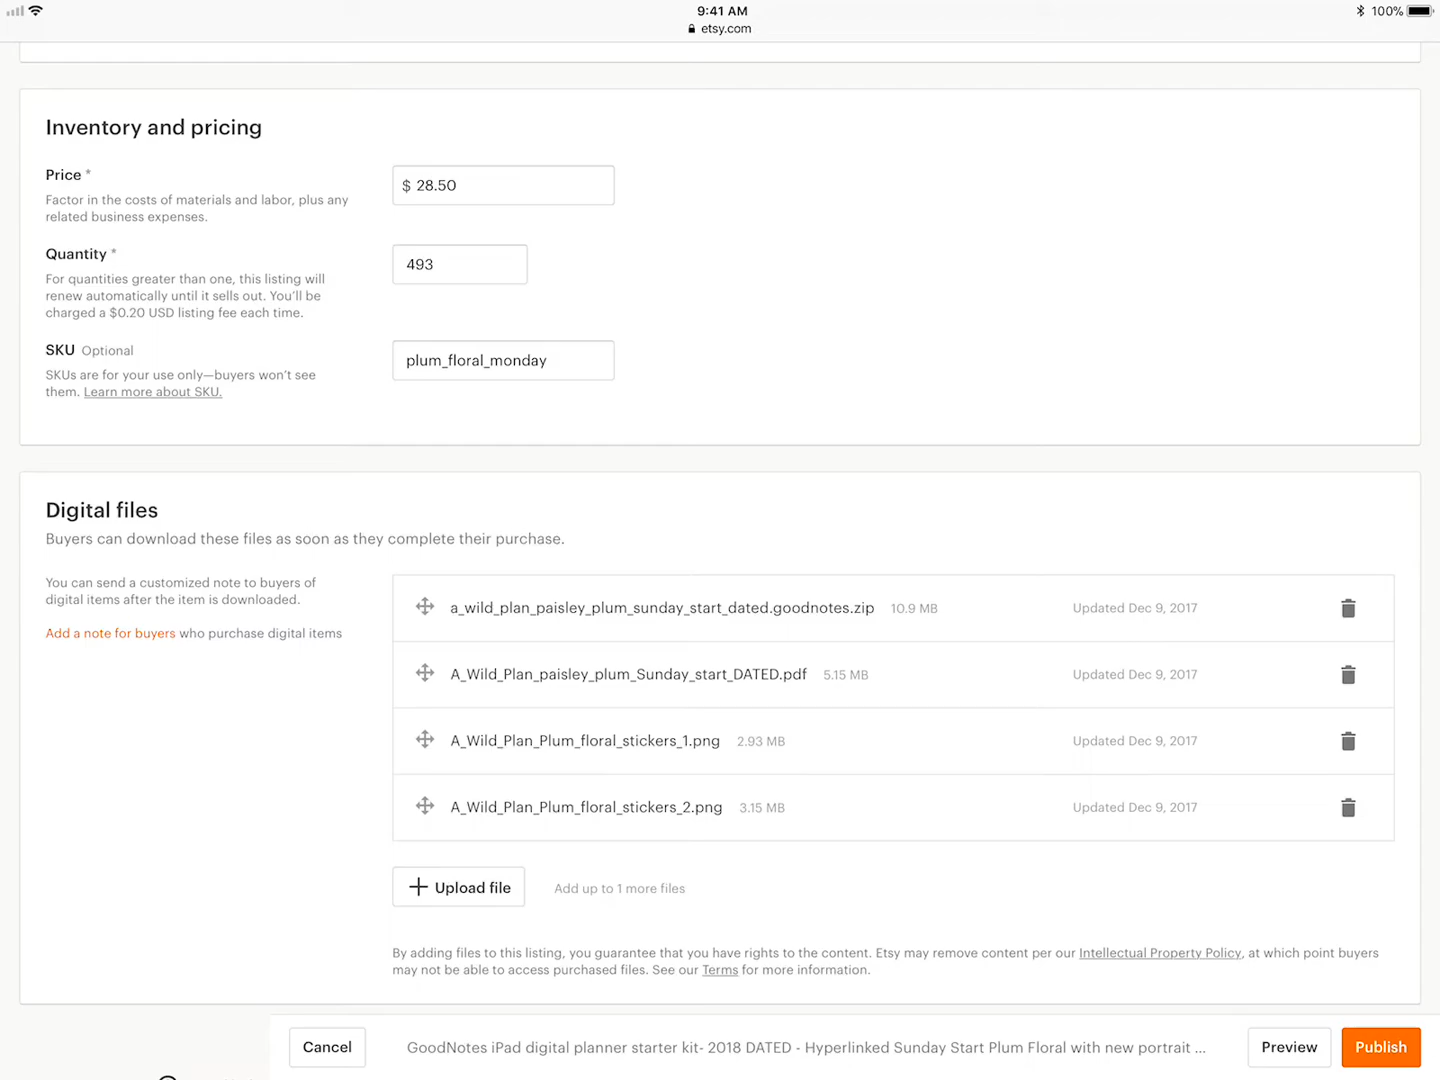 9:41 AM
100%
etsy.com
Inventory and pricing
Price *
Factor in the costs of materials and labor, plus any
related business expenses.
$ 28.50
Quantity *
For quantities greater than one, this listing will
renew automatically until it sells out. You'll be
charged a $0.20 USD listing fee each time.
493
SKU Optional
SKUs are for your use only—buyers won't see
them. Learn more about SKU.
plum_floral_monday
Digital files
Buyers can download these files as soon as they complete their purchase.
You can send a customized note to buyers of
digital items after the item is downloaded.
Add a note for buyers who purchase digital items
a_wild_plan_paisley_plum_sunday_start_dated.goodnotes.zip 10.9 MB Updated Dec 9, 2017
A_Wild_Plan_paisley_plum_Sunday_start_DATED.pdf 5.15 MB Updated Dec 9, 2017
A_Wild_Plan_Plum_floral_stickers_1.png 2.93 MB Updated Dec 9, 2017
A_Wild_Plan_Plum_floral_stickers_2.png 3.15 MB Updated Dec 9, 2017
Upload file Add up to 1 more files
By adding files to this listing, you guarantee that you have rights to the content. Etsy may remove content per our Intellectual Property Policy, at which point buyers
may not be able to access purchased files. See our Terms for more information.
Cancel GoodNotes iPad digital planner starter kit- 2018 DATED - Hyperlinked Sunday Start Plum Floral with new portrait ... Preview Publish